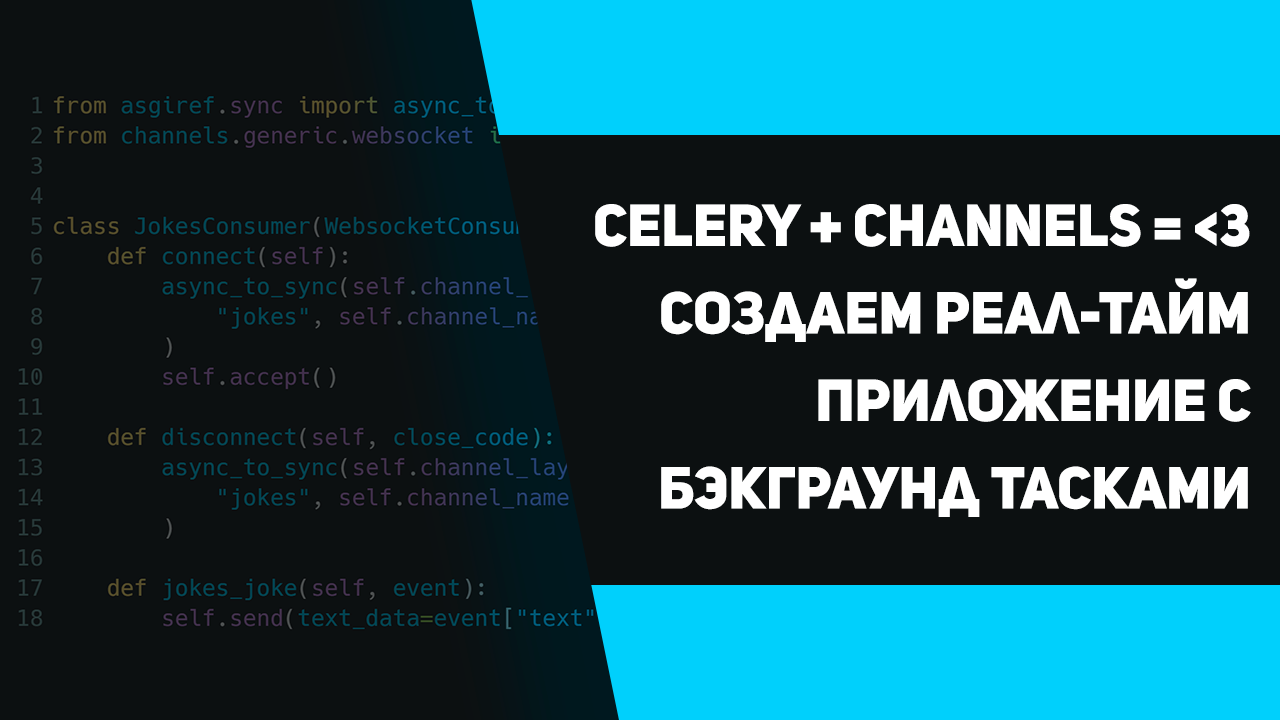 1 from asgiref.sync import async_to
2 from channels.generic.websocket i
3
4
5 class JokesConsumer(WebsocketConsum
6 def connect(self):
7 async_to_sync(self.channel_
8 "jokes", self.channel_na
9 )
10 self.accept()
11
12 def disconnect(self, close_code):
13 async_to_sync(self.channel_lay
14 "jokes", self.channel_name
15 )
16
17 def jokes_joke(self, event):
18 self.send(text_data=event["text"
CELERY + CHANNELS = <3
СОЗДАЕМ РЕАЛ-ТАЙМ
ПРИЛОЖЕНИЕ С
БЭКГРАУНД ТАСКАМИ